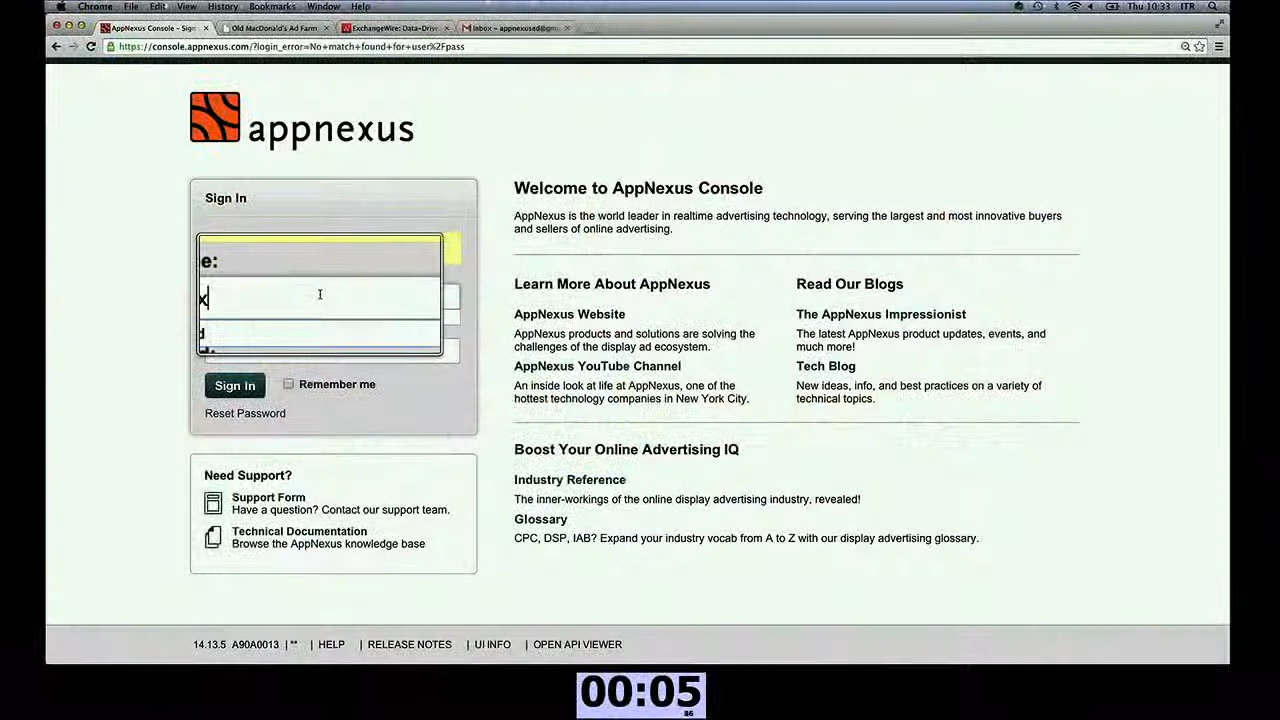 Chrome File Edit View History Bookmarks Window Help Thu 10:33 ITR
AppNexus Console - Sign Old MacDonald's Ad Farm ExchangeWire: Data-Drive Inbox - appnexused@gm
https://console.appnexus.com/?login_error=No+match+found+for+user%2Fpass
appnexus
Sign In
e:
x
d
Sign In Remember me
Reset Password
Need Support?
Support Form
Have a question? Contact our support team.
Technical Documentation
Browse the AppNexus knowledge base
Welcome to AppNexus Console
AppNexus is the world leader in realtime advertising technology, serving the largest and most innovative buyers
and sellers of online advertising.
Learn More About AppNexus
AppNexus Website
AppNexus products and solutions are solving the
challenges of the display ad ecosystem.
AppNexus YouTube Channel
An inside look at life at AppNexus, one of the
hottest technology companies in New York City.
Read Our Blogs
The AppNexus Impressionist
The latest AppNexus product updates, events, and
much more!
Tech Blog
New ideas, info, and best practices on a variety of
technical topics.
Boost Your Online Advertising IQ
Industry Reference
The inner-workings of the online display advertising industry, revealed!
Glossary
CPC, DSP, IAB? Expand your industry vocab from A to Z with our display advertising glossary.
14.13.5 A90A0013 | ** | HELP | RELEASE NOTES | UI INFO | OPEN API VIEWER
00:05